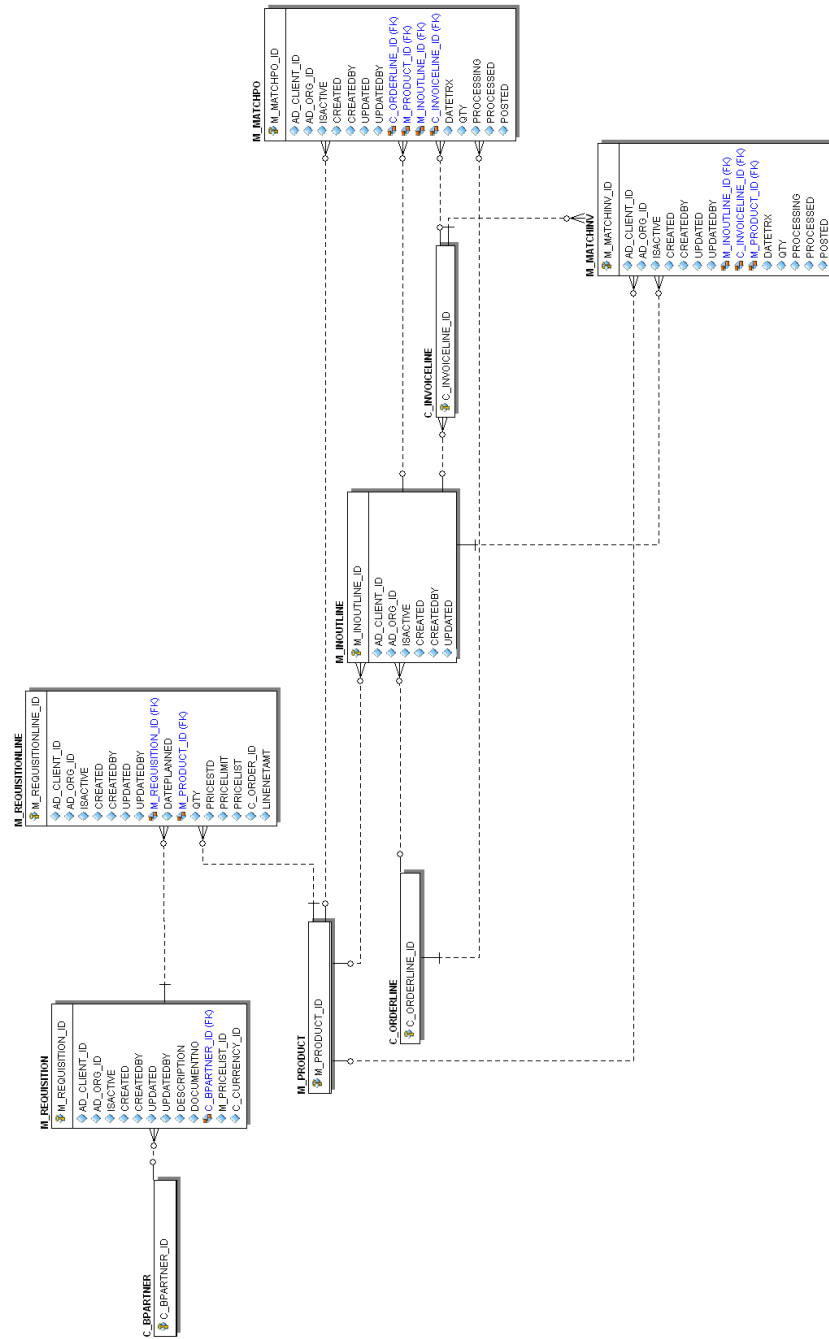 C_BPARTNER
C_BPARTNER_ID
M_REQUISITION
M_REQUISITION_ID
AD_CLIENT_ID
AD_ORG_ID
ISACTIVE
CREATED
CREATEDBY
UPDATED
UPDATEDBY
DESCRIPTION
DOCUMENTNO
C_BPARTNER_ID (FK)
M_PRICELIST_ID
C_CURRENCY_ID
M_REQUISITIONLINE
M_REQUISITIONLINE_ID
AD_CLIENT_ID
AD_ORG_ID
ISACTIVE
CREATED
CREATEDBY
UPDATED
UPDATEDBY
M_REQUISITION_ID (FK)
DATEPLANNED
M_PRODUCT_ID (FK)
QTY
PRICESTD
PRICELIMIT
PRICELIST
C_ORDER_ID
LINENETAMT
M_PRODUCT
M_PRODUCT_ID
C_ORDERLINE
C_ORDERLINE_ID
M_INOUTLINE
M_INOUTLINE_ID
AD_CLIENT_ID
AD_ORG_ID
ISACTIVE
CREATED
CREATEDBY
UPDATED
C_INVOICELINE
C_INVOICELINE_ID
M_MATCHPO
M_MATCHPO_ID
AD_CLIENT_ID
AD_ORG_ID
ISACTIVE
CREATED
CREATEDBY
UPDATED
UPDATEDBY
C_ORDERLINE_ID (FK)
M_PRODUCT_ID (FK)
M_INOUTLINE_ID (FK)
C_INVOICELINE_ID (FK)
DATETRX
QTY
PROCESSING
PROCESSED
POSTED
M_MATCHINV
M_MATCHINV_ID
AD_CLIENT_ID
AD_ORG_ID
ISACTIVE
CREATED
CREATEDBY
UPDATED
UPDATEDBY
M_INOUTLINE_ID (FK)
C_INVOICELINE_ID (FK)
M_PRODUCT_ID (FK)
DATETRX
QTY
PROCESSING
PROCESSED
POSTED